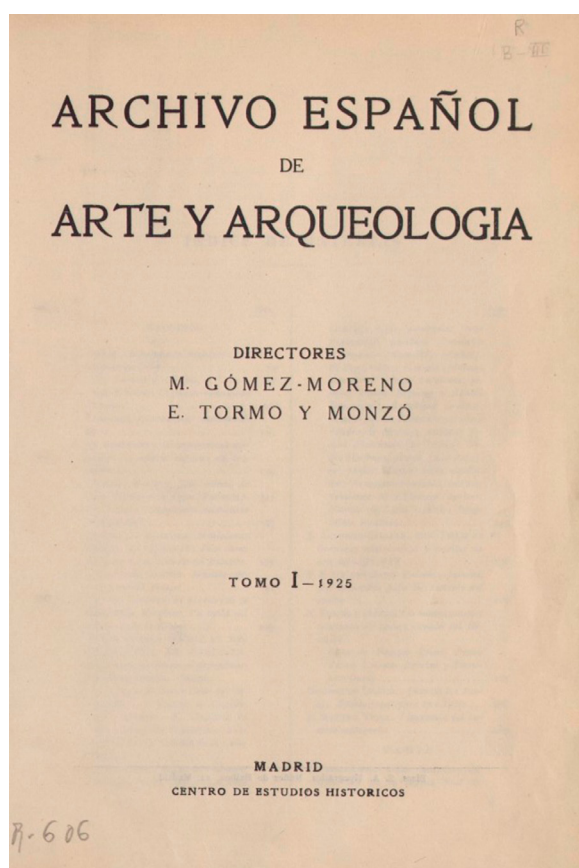 R
B-III
ARCHIVO ESPAÑOL
DE
ARTE Y ARQUEOLOGIA
DIRECTORES
M. GÓMEZ-MORENO
E. TORMO Y MONZÓ
TOMO I—1925
MADRID
CENTRO DE ESTUDIOS HISTORICOS
R-606